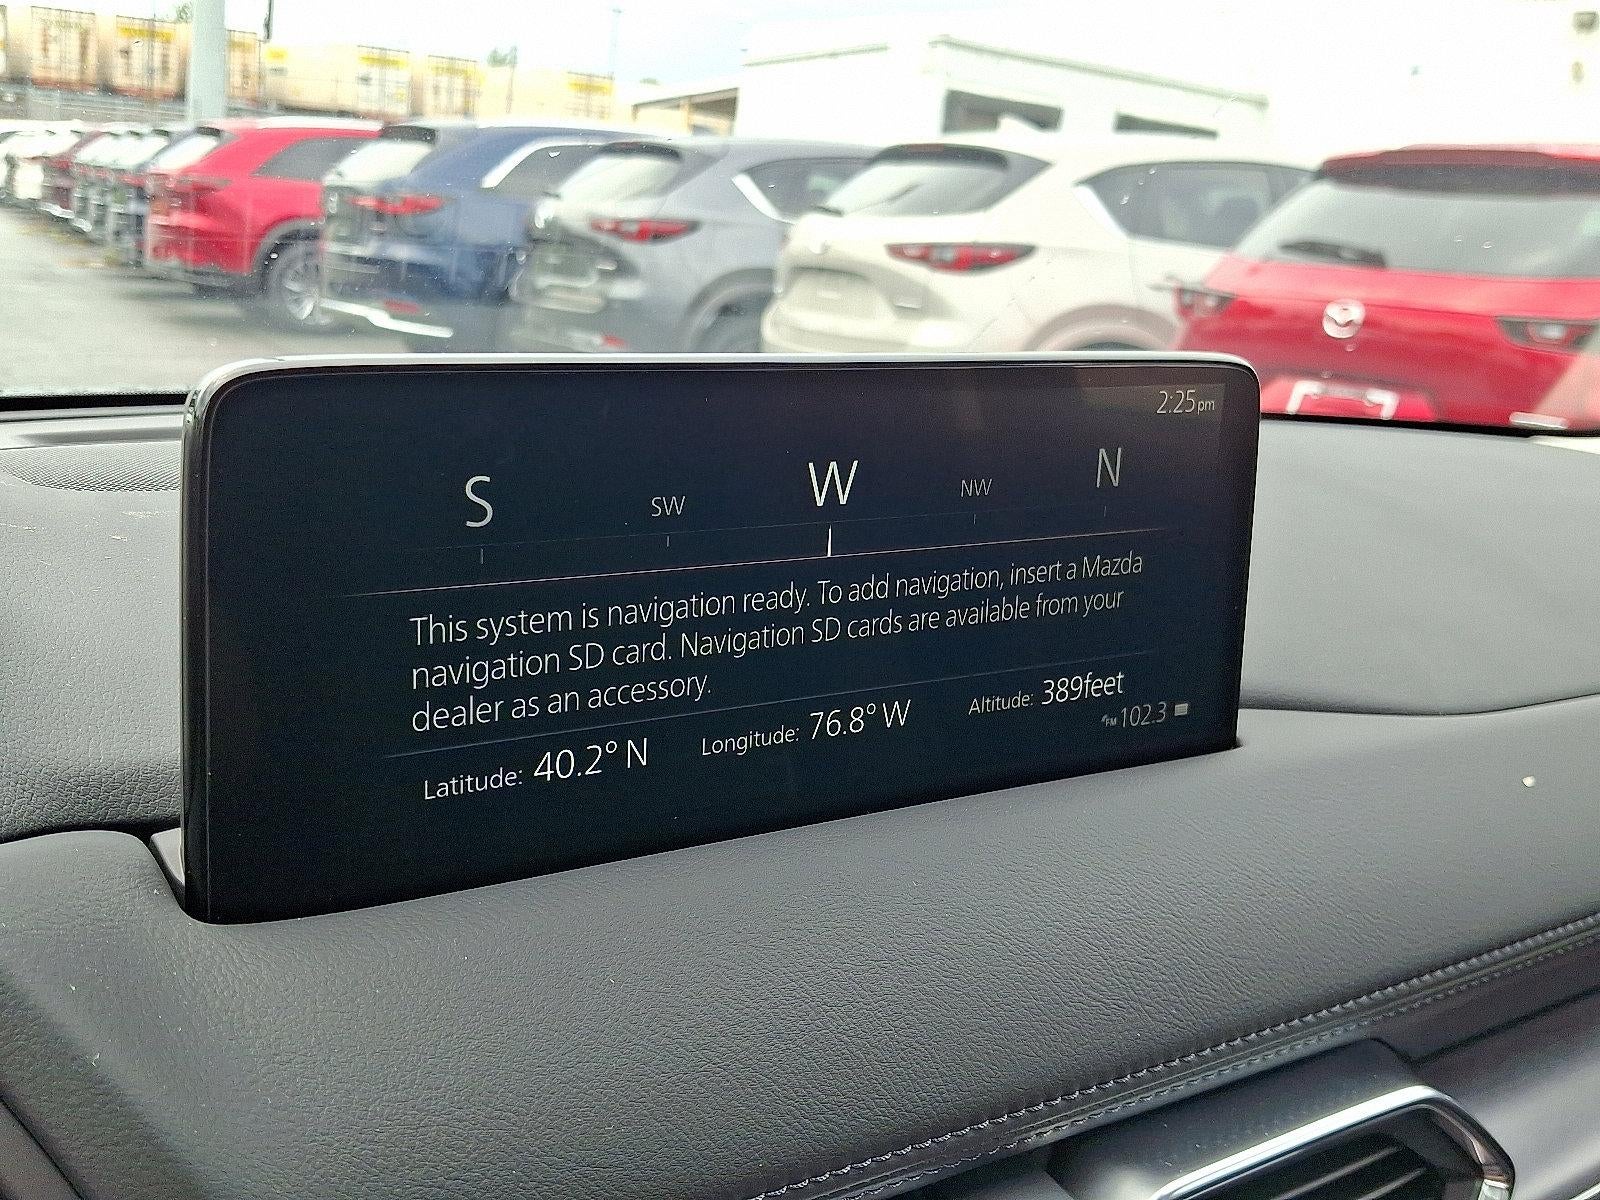 2:25pm
S SW W NW N
This system is navigation ready. To add navigation, insert a Mazda
navigation SD card. Navigation SD cards are available from your
dealer as an accessory.
Latitude: 40.2° N Longitude: 76.8° W Altitude: 389feet
FM 102.3